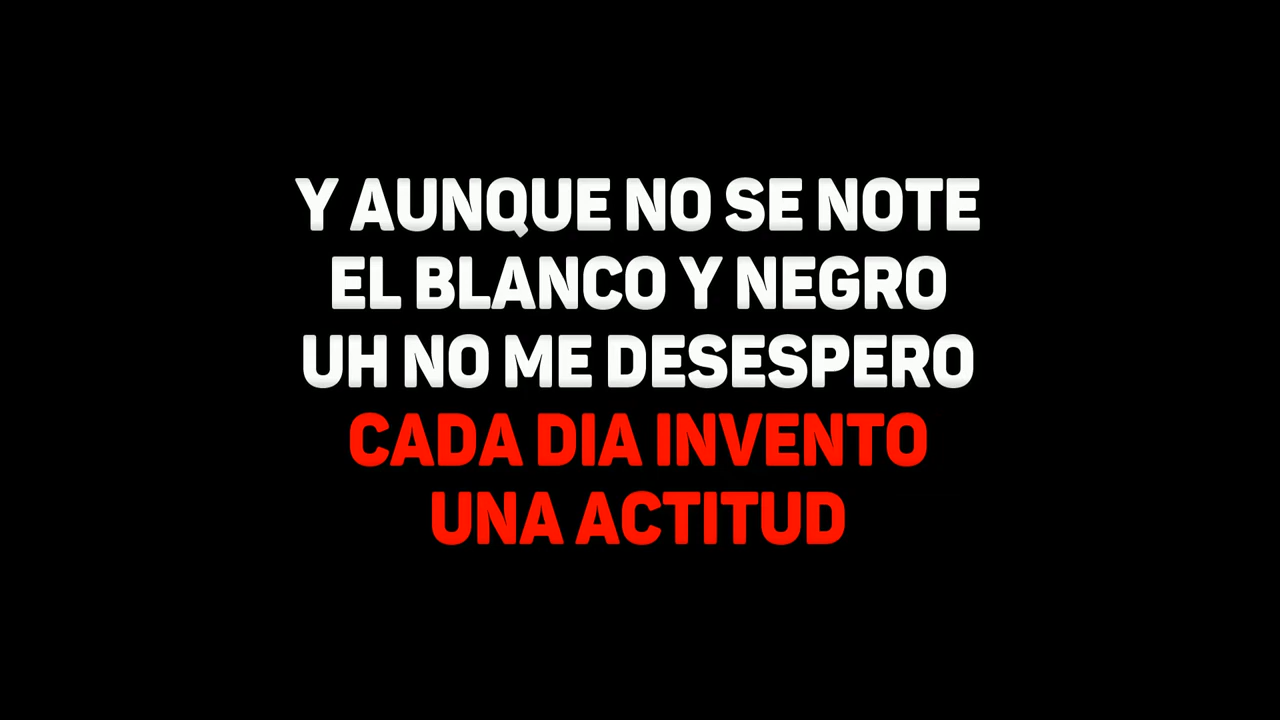 Y AUNQUE NO SE NOTE
EL BLANCO Y NEGRO
UH NO ME DESESPERO
CADA DIA INVENTO
UNA ACTITUD